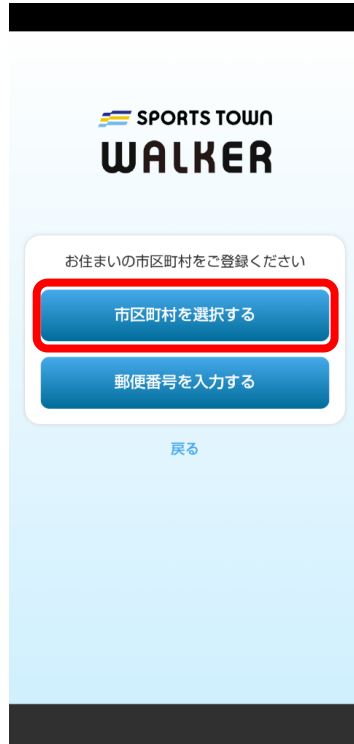 SPORTS TOWN
WALKER
お住まいの市区町村をご登録ください
市区町村を選択する
郵便番号を入力する
戻る